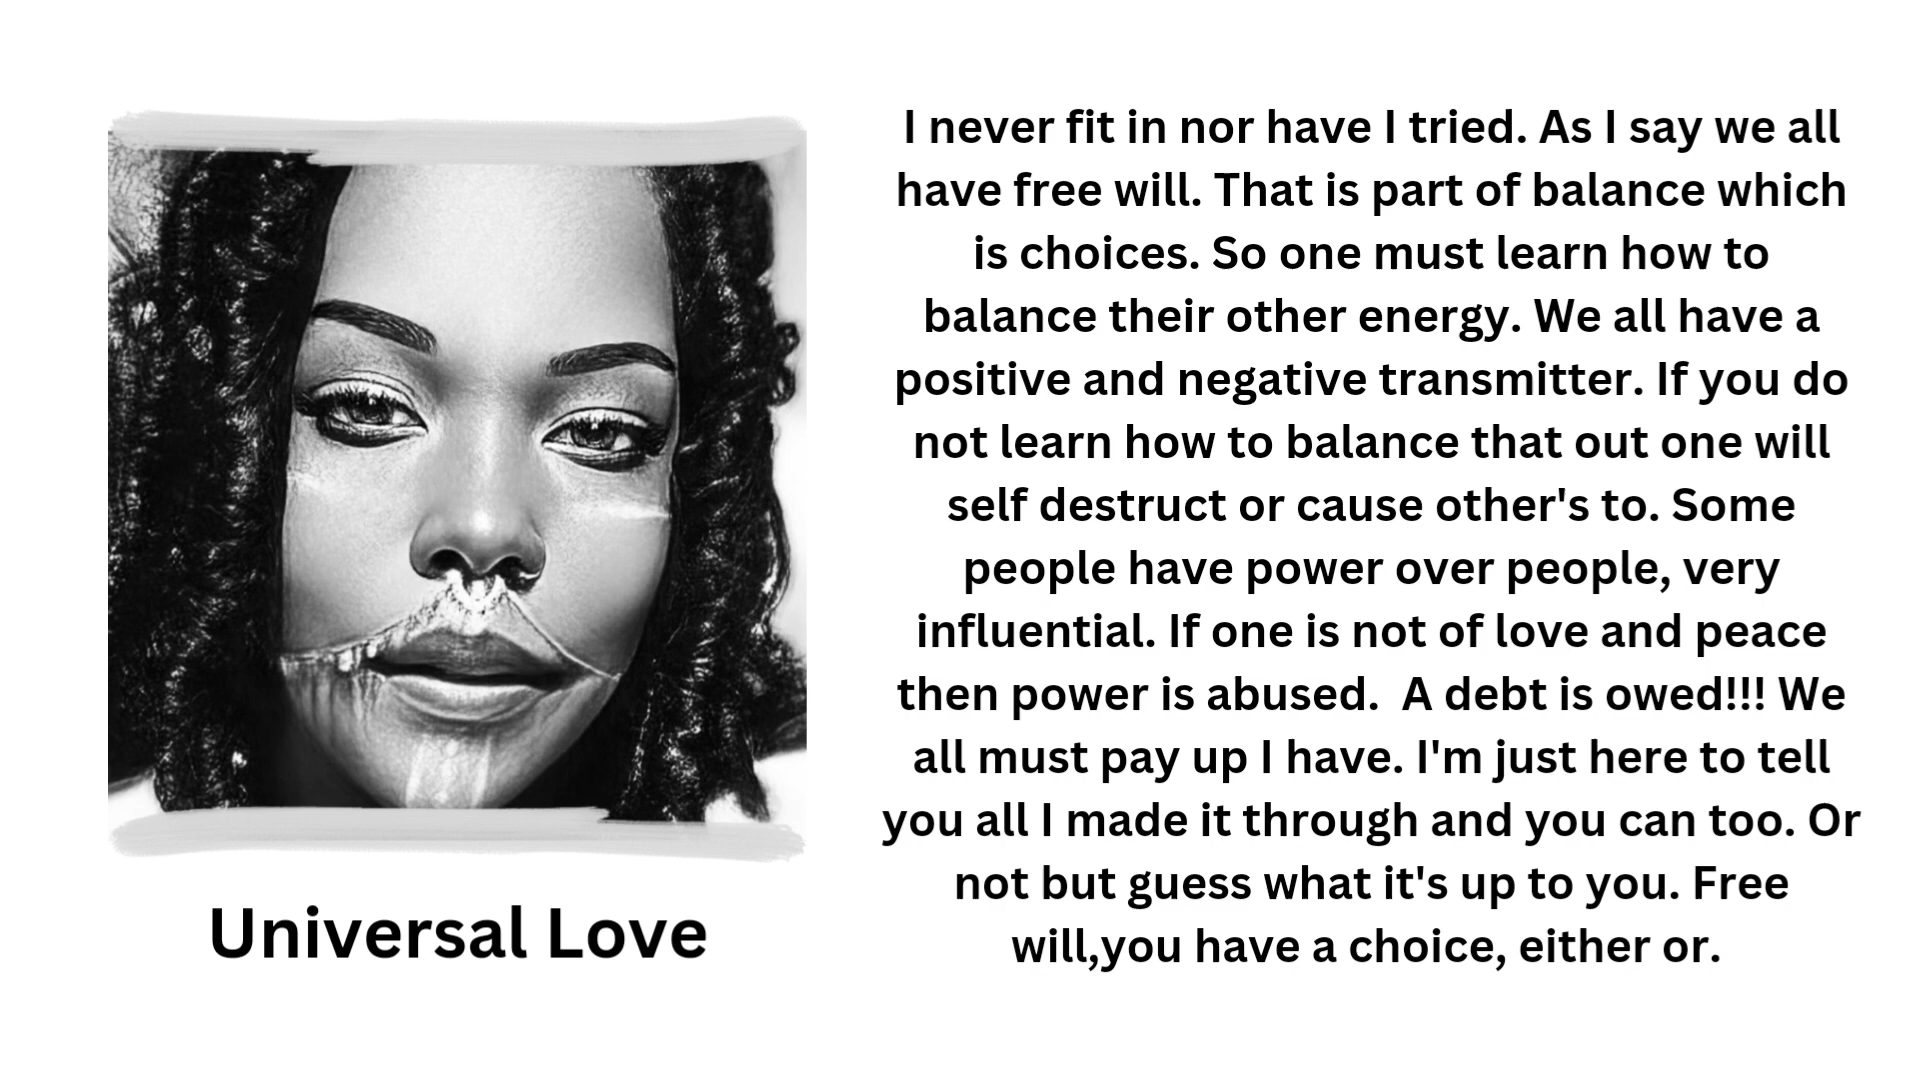 I never fit in nor have I tried. As I say we all
have free will. That is part of balance which
is choices. So one must learn how to
balance their other energy. We all have a
positive and negative transmitter. If you do
not learn how to balance that out one will
self destruct or cause other's to. Some
people have power over people, very
influential. If one is not of love and peace
then power is abused.  A debt is owed!!! We
all must pay up I have. I'm just here to tell
you all I made it through and you can too. Or
not but guess what it's up to you. Free
will,you have a choice, either or.
Universal Love